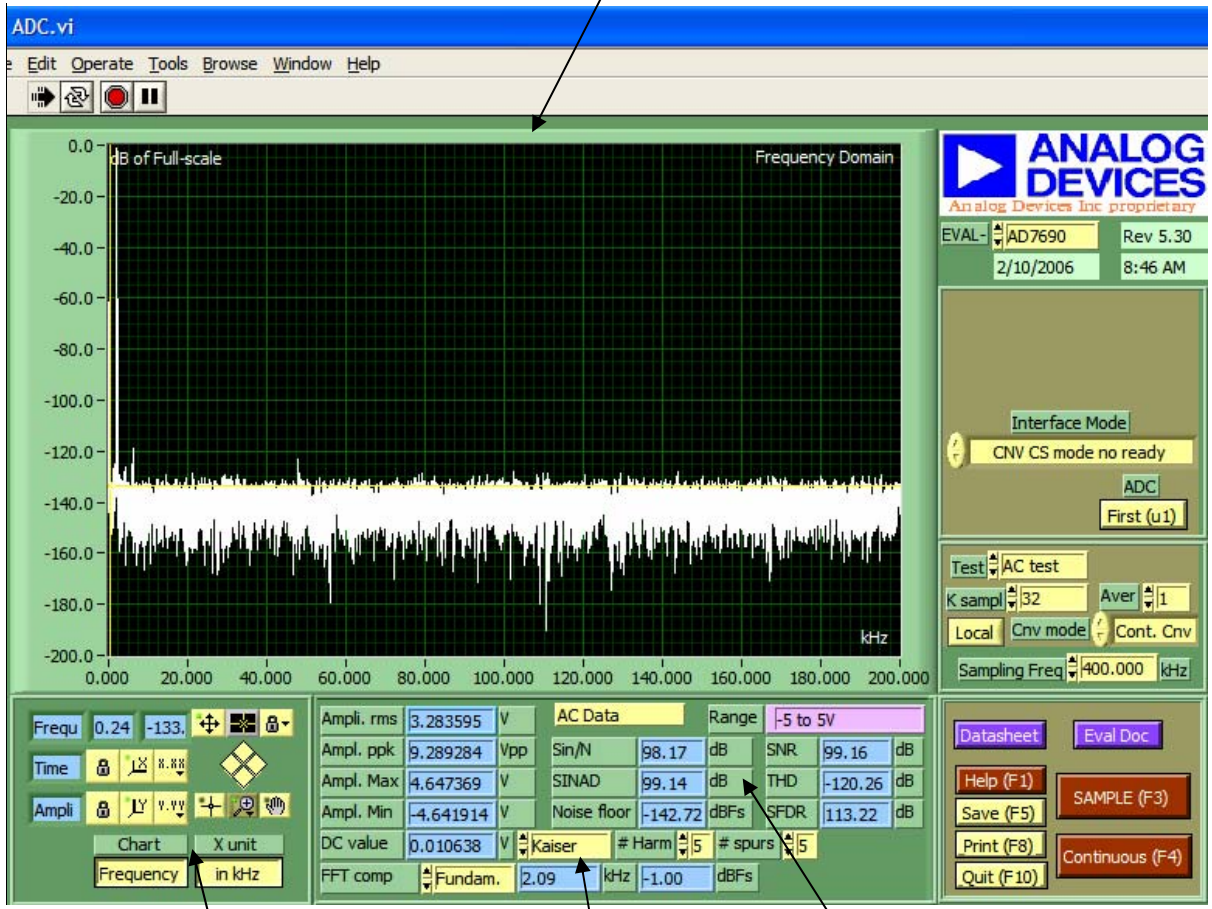 ADC.vi
e Edit Operate Tools Browse Window Help
dB of Full-scale
Frequency Domain
0.0
-20.0
-40.0
-60.0
-80.0
-100.0
-120.0
-140.0
-160.0
-180.0
-200.0
kHz
0.000 20.000 40.000 60.000 80.000 100.000 120.000 140.000 160.000 180.000 200.000
ANALOG
DEVICES
Analog Devices Inc proprietary
EVAL- AD7690 Rev 5.30
2/10/2006 8:46 AM
Interface Mode
CNV CS mode no ready
ADC
First (u1)
Test AC test
K sampl 32 Aver 1
Local Cnv mode Cont. Cnv
Sampling Freq 400.000 kHz
Frequ 0.24 -133.
Time X X.XX
Ampli Y Y.YY
Chart X unit
Frequency in kHz
Ampli. rms 3.283595 V AC Data Range -5 to 5V
Ampl. ppk 9.289284 Vpp Sin/N 98.17 dB SNR 99.16 dB
Ampl. Max 4.647369 V SINAD 99.14 dB THD -120.26 dB
Ampl. Min -4.641914 V Noise floor -142.72 dBFs SFDR 113.22 dB
DC value 0.010638 V Kaiser # Harm 5 # spurs 5
FFT comp Fundam. 2.09 kHz -1.00 dBFs
Datasheet Eval Doc
Help (F1)
SAMPLE (F3)
Save (F5)
Print (F8)
Continuous (F4)
Quit (F10)